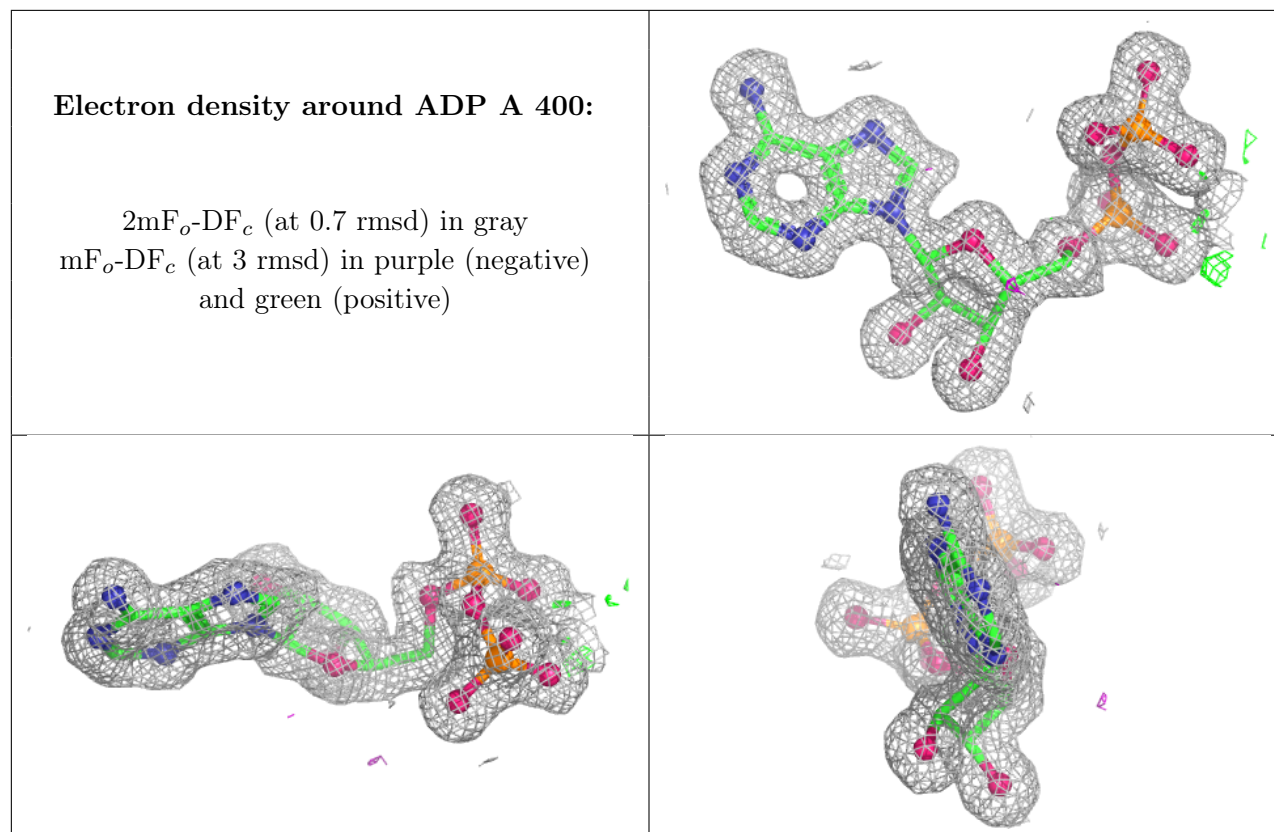 Electron density around ADP A 400:
2mFo-DFc (at 0.7 rmsd) in gray
mFo-DFc (at 3 rmsd) in purple (negative)
and green (positive)